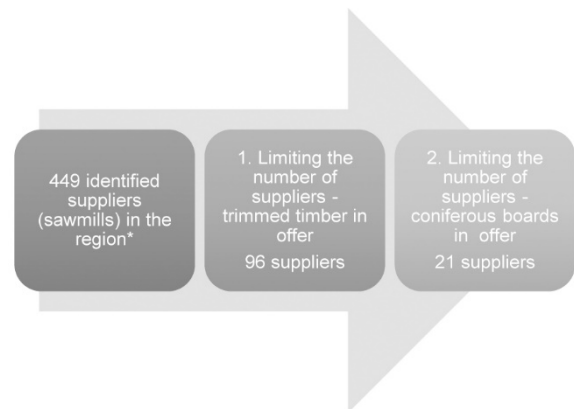 449 identified
suppliers
(sawmills) in the
region*
1. Limiting the
number of
suppliers -
trimmed timber in
offer
96 suppliers
2. Limiting the
number of
suppliers -
coniferous boards
in offer
21 suppliers